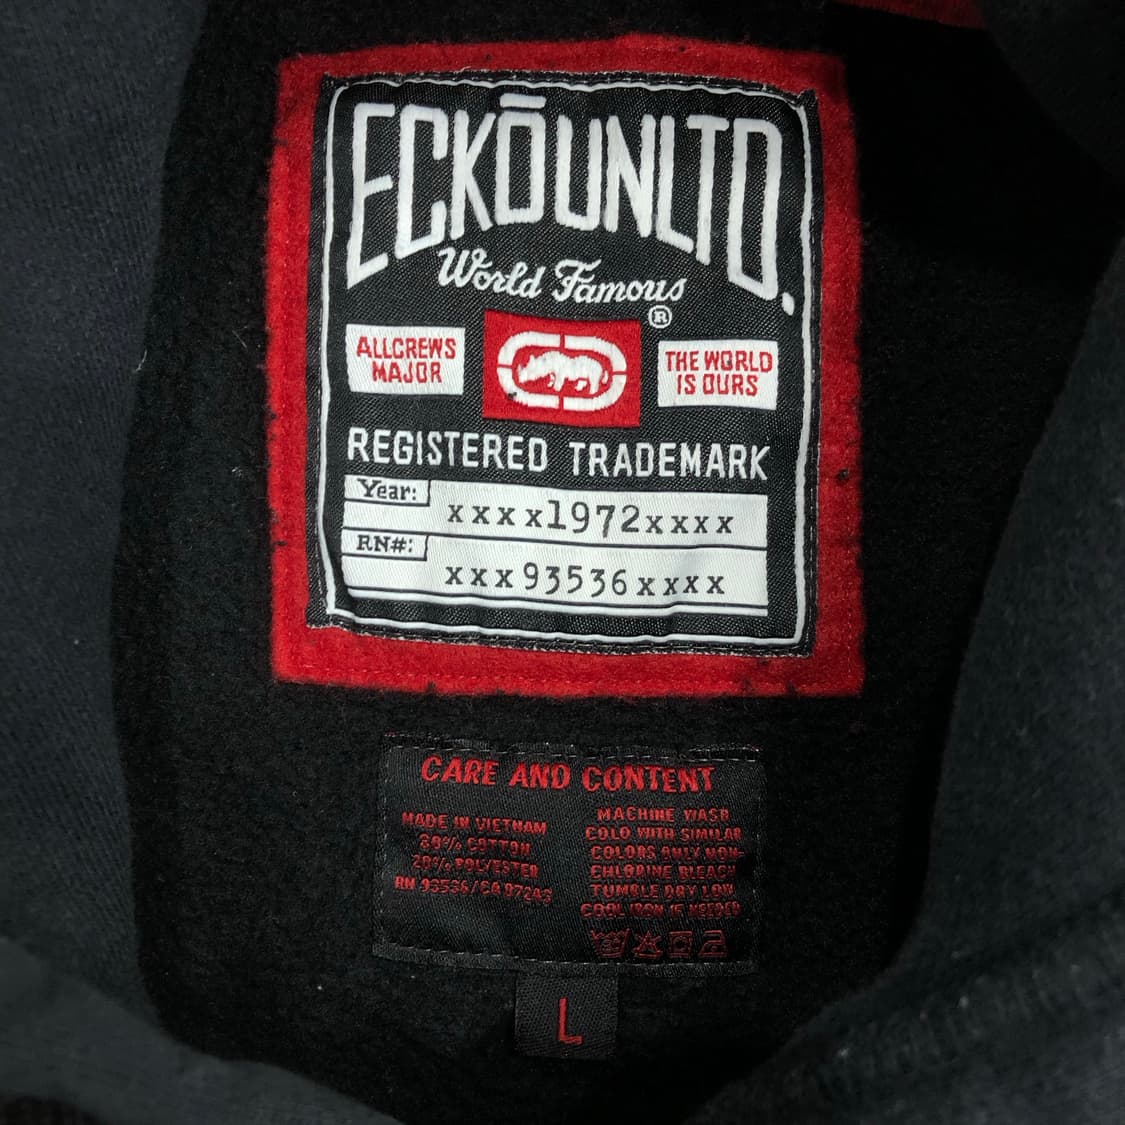 ECKŌUNLTD.
World Famous
®
ALLCREWS
MAJOR
THE WORLD
IS OURS
REGISTERED TRADEMARK
Year:
xxxx1972xxxx
RN#:
xxx93536xxxx
CARE AND CONTENT
MADE IN VIETNAM
80% COTTON
20% POLYESTER
RN 93536/CA 97243
MACHINE WASH
COLD WITH SIMILAR
COLORS ONLY NON-
CHLORINE BLEACH
TUMBLE DRY LOW
COOL IRON IF NEEDED
L